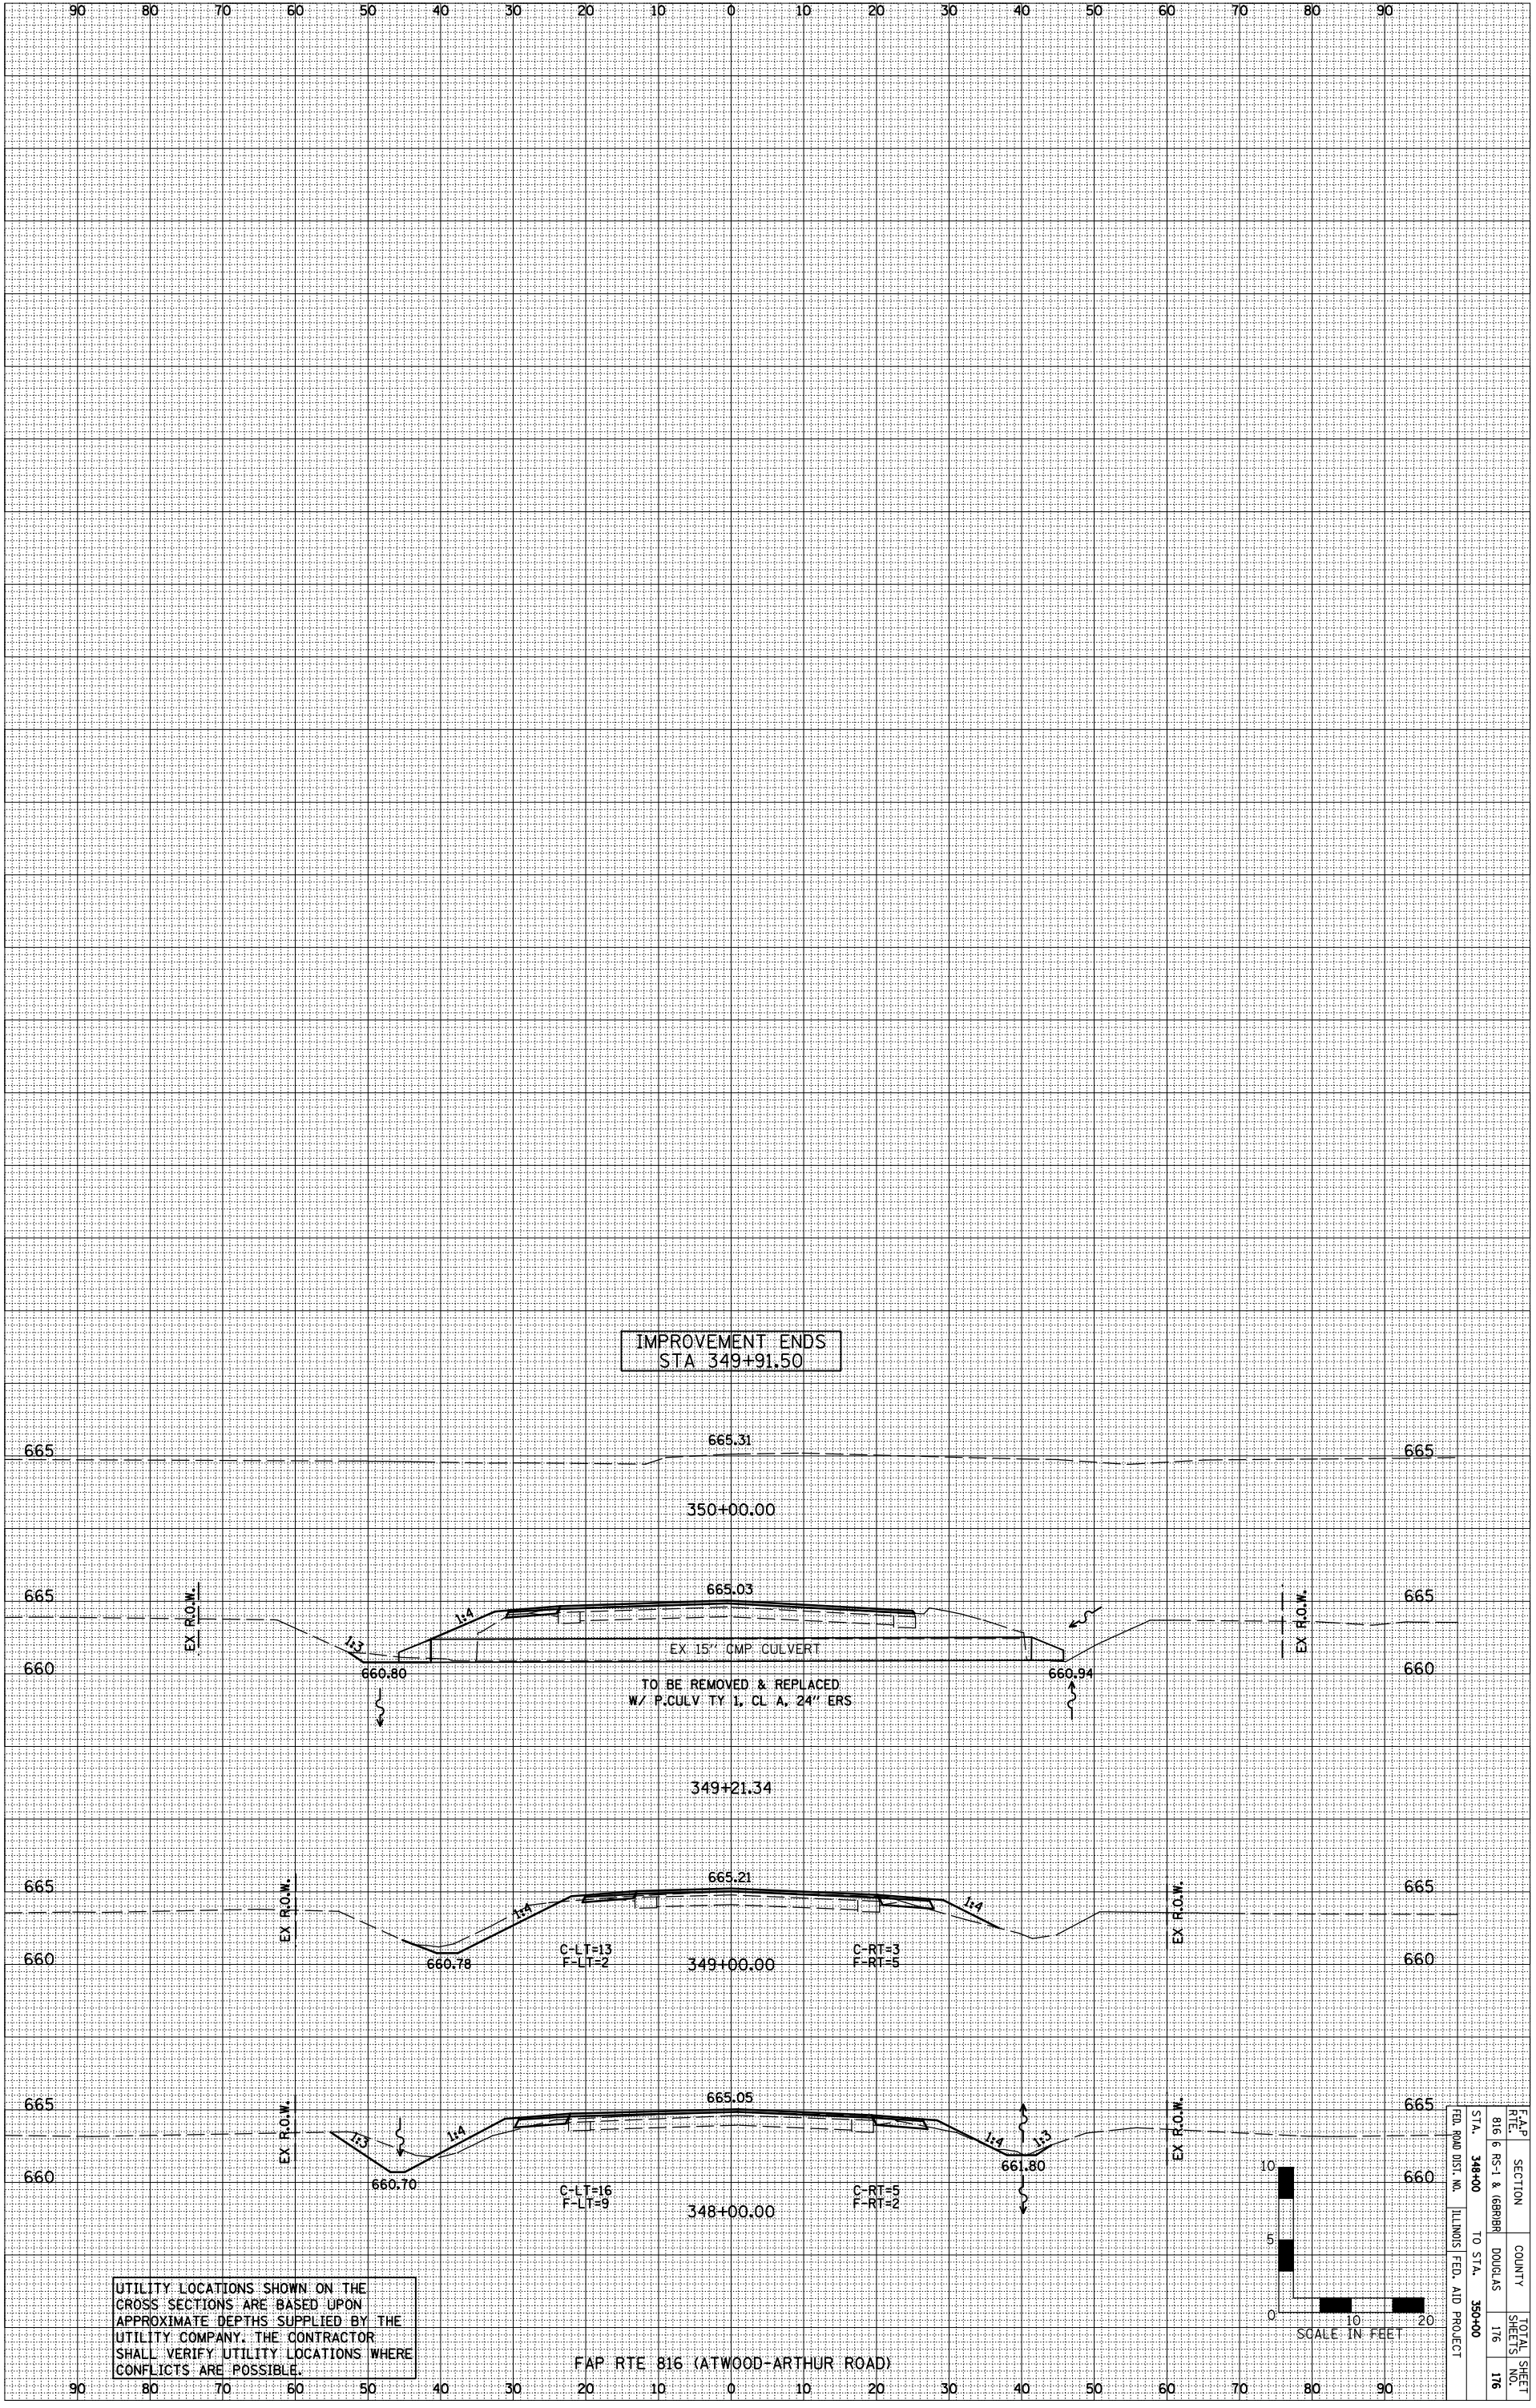 90 80 70 60 50 40 30 20 10 0 10 20 30 40 50 60 70 80 90
IMPROVEMENT ENDS
STA 349+91.50
665 665.31 665
350+00.00
665 EX R.O.W. 1:4 665.03 EX R.O.W. 665
1:3 EX 15" CMP CULVERT
660 660.80 660.94 660
TO BE REMOVED & REPLACED
W/ P.CULV TY 1, CL A, 24" ERS
349+21.34
665 EX R.O.W. 1:4 665.21 1:4 EX R.O.W. 665
C-LT=13 C-RT=3
660 660.78 F-LT=2 349+00.00 F-RT=5 660
665 EX R.O.W. 1:3 1:4 665.05 1:4 1:3 EX R.O.W. 665
660 660.70 661.80 660
C-LT=16 C-RT=5
F-LT=9 348+00.00 F-RT=2
UTILITY LOCATIONS SHOWN ON THE
CROSS SECTIONS ARE BASED UPON
APPROXIMATE DEPTHS SUPPLIED BY THE
UTILITY COMPANY. THE CONTRACTOR
SHALL VERIFY UTILITY LOCATIONS WHERE
CONFLICTS ARE POSSIBLE.
FAP RTE 816 (ATWOOD-ARTHUR ROAD)
10
5
0 10 20
SCALE IN FEET
F.A.P RTE. SECTION COUNTY TOTAL SHEETS SHEET NO.
816 6 RS-1 & (6BR)BR DOUGLAS 176 176
STA. 348+00 TO STA. 350+00
FED. ROAD DIST. NO. ILLINOIS FED. AID PROJECT
90 80 70 60 50 40 30 20 10 0 10 20 30 40 50 60 70 80 90